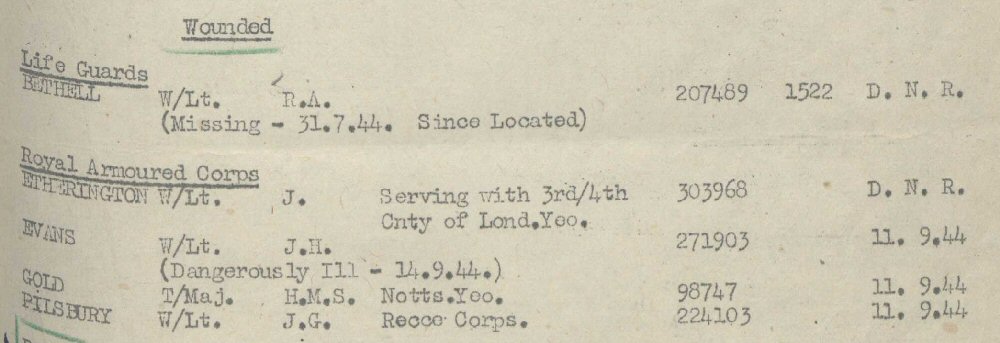 Wounded
Life Guards
BETHELL W/Lt. R.A. 207489 1522 D. N. R.
(Missing - 31.7.44. Since Located)
Royal Armoured Corps
ETHERINGTON W/Lt. J. Serving with 3rd/4th 303968 D. N. R.
Cnty of Lond.Yeo.
EVANS W/Lt. J.H. 271903 11. 9.44
(Dangerously Ill - 14.9.44.)
GOLD T/Maj. H.M.S. Notts.Yeo. 98747 11. 9.44
PILSBURY W/Lt. J.G. Recce Corps. 224103 11. 9.44